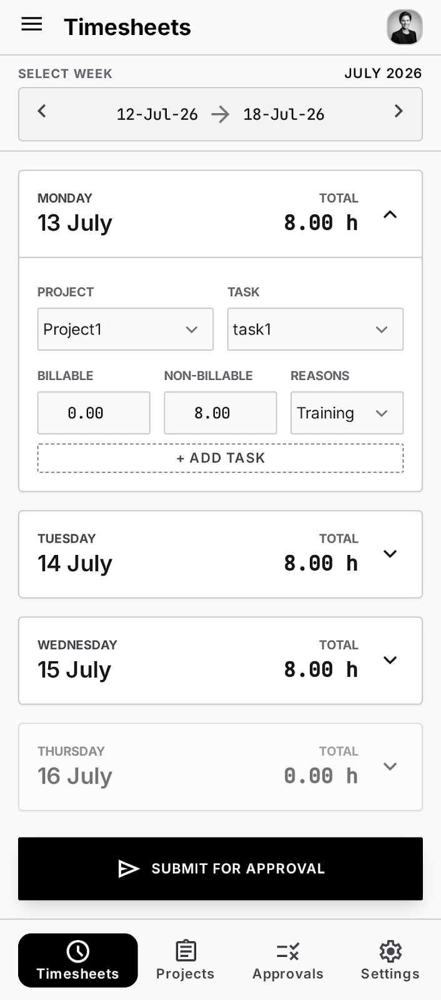 Timesheets
SELECT WEEK JULY 2026
12-Jul-26 → 18-Jul-26
MONDAY TOTAL
13 July 8.00 h
PROJECT TASK
Project1 task1
BILLABLE NON-BILLABLE REASONS
0.00 8.00 Training
+ ADD TASK
TUESDAY TOTAL
14 July 8.00 h
WEDNESDAY TOTAL
15 July 8.00 h
THURSDAY TOTAL
16 July 0.00 h
SUBMIT FOR APPROVAL
Timesheets Projects Approvals Settings